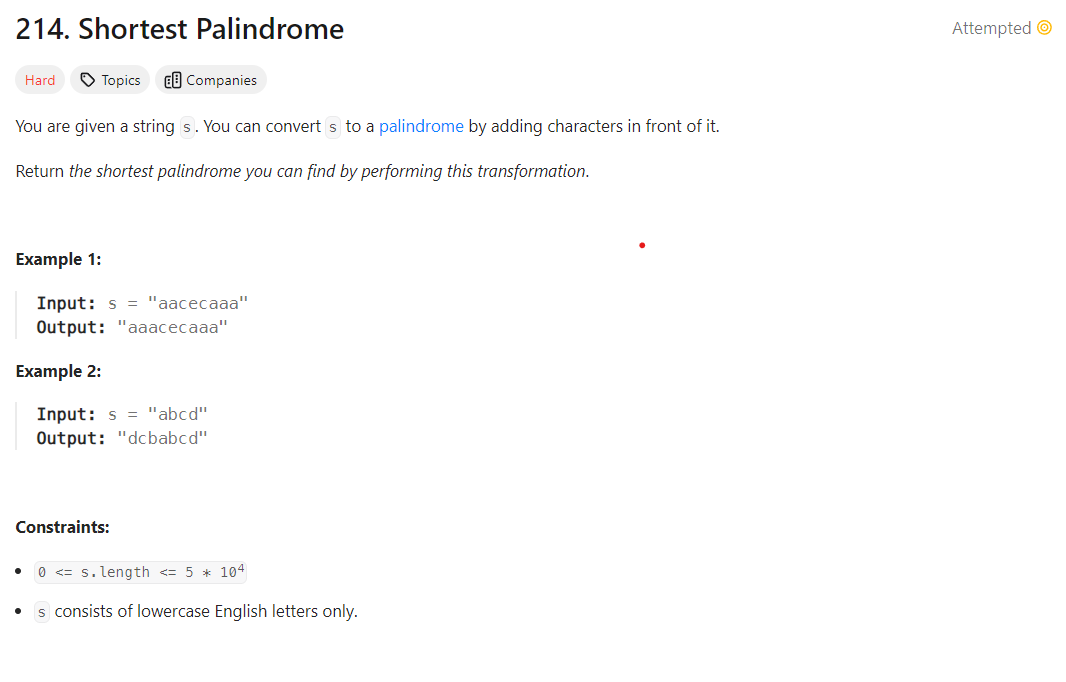 214. Shortest Palindrome
Attempted
Hard Topics Companies
You are given a string s. You can convert s to a palindrome by adding characters in front of it.
Return the shortest palindrome you can find by performing this transformation.
Example 1:
Input: s = "aacecaaa"
Output: "aaacecaaa"
Example 2:
Input: s = "abcd"
Output: "dcbabcd"
Constraints:
• 0 <= s.length <= 5 * 10⁴
• s consists of lowercase English letters only.